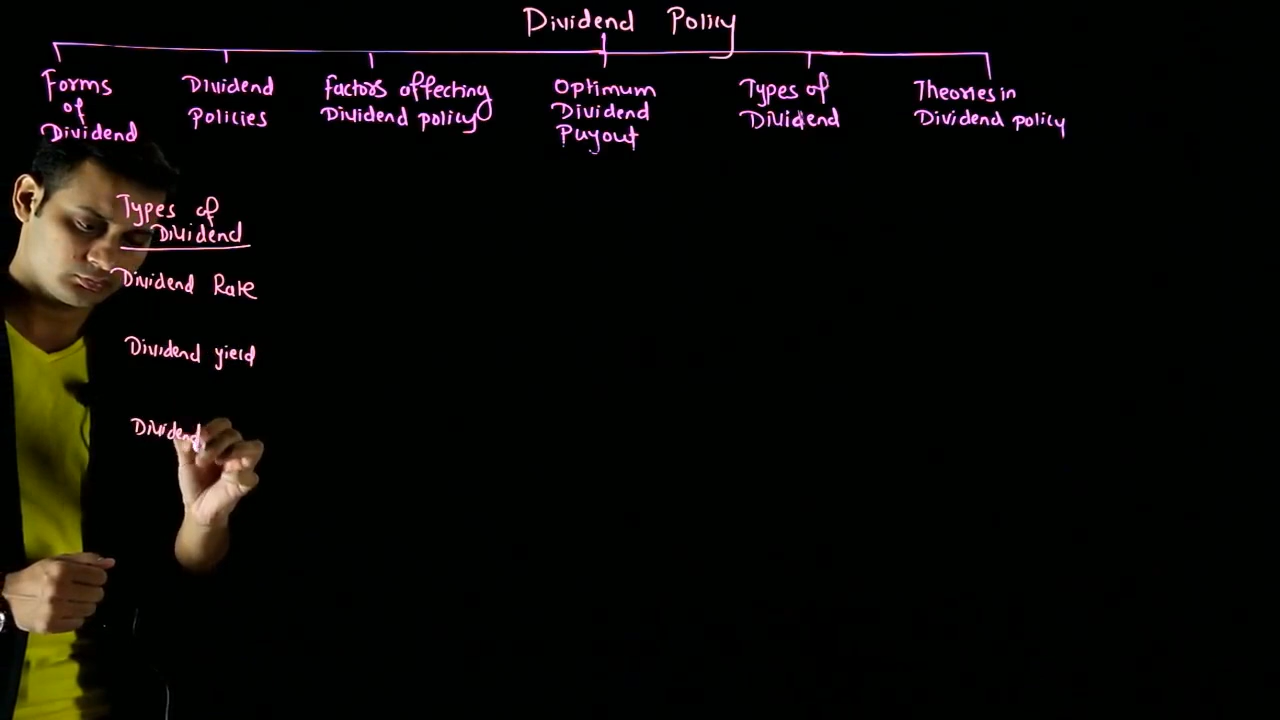 Dividend Policy
Forms
of
Dividend
Dividend
Policies
Factors affecting
Dividend policy
Optimum
Dividend
Payout
Types of
Dividend
Theories in
Dividend policy
Types of
Dividend
Dividend Rate
Dividend yield
Dividend